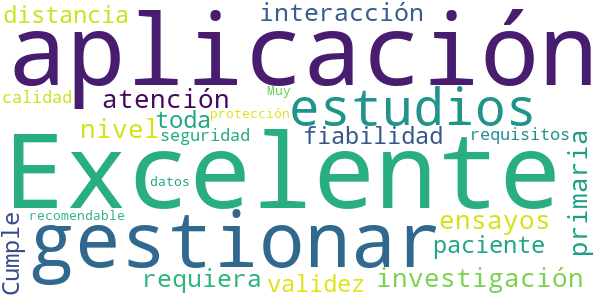 distancia
interacción
aplicación
calidad
Muy
atención
estudios
toda
protección
nivel
seguridad
fiabilidad
requisitos
Excelente
primaria
datos
recomendable
Cumple
gestionar
ensayos
paciente
requiera
validez
investigación